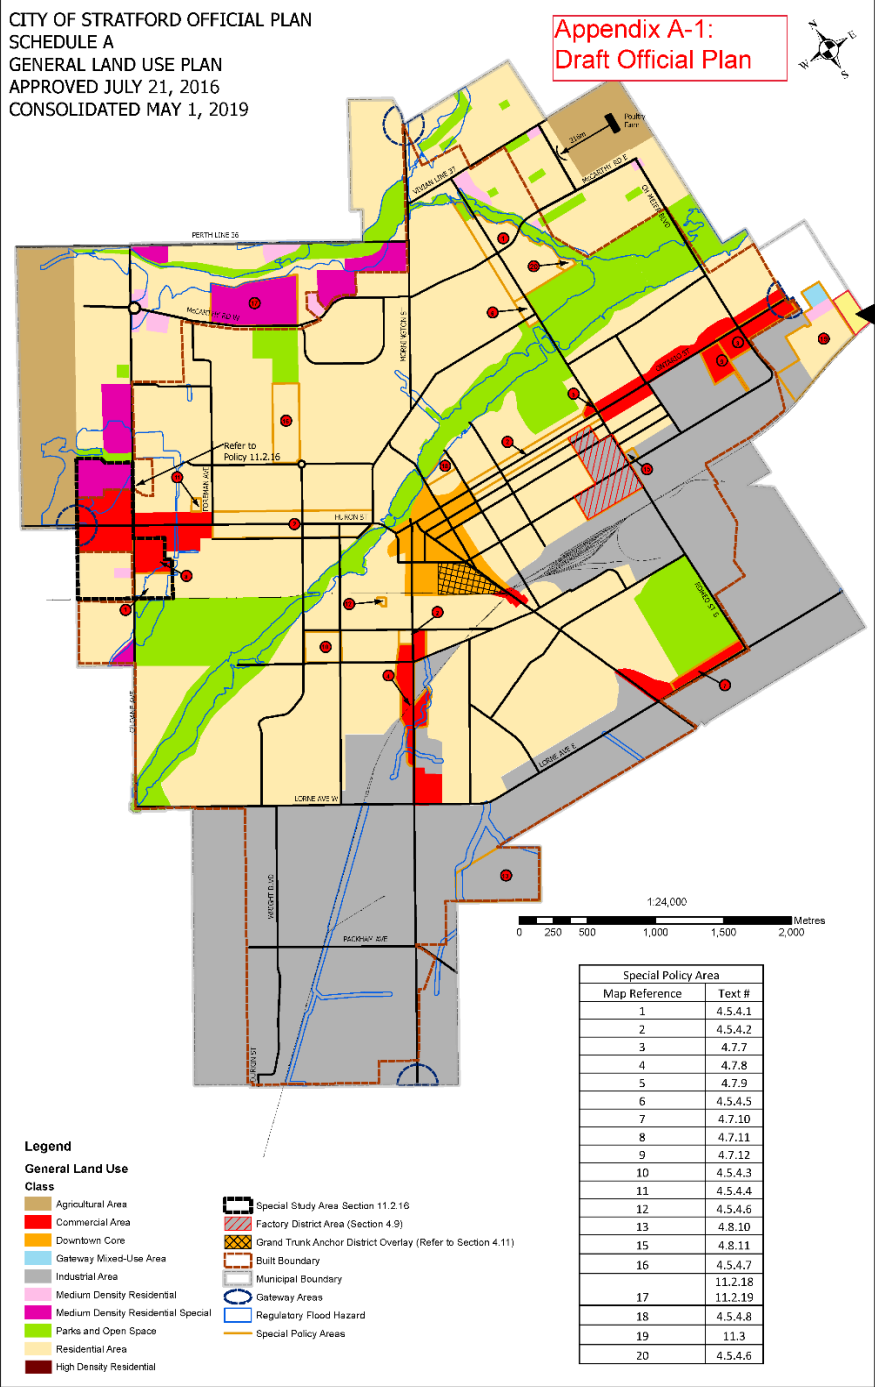 CITY OF STRATFORD OFFICIAL PLAN
SCHEDULE A
GENERAL LAND USE PLAN
APPROVED JULY 21, 2016
CONSOLIDATED MAY 1, 2019
Appendix A-1:
Draft Official Plan
N
E
W
S
Poultry
Farm
316m
McCARTHY RD E
VIVIAN LINE 37
PERTH LINE 36
McCARTHY RD W
MORNINGTON ST
ONTARIO ST
17
Refer to
Policy 11.2.16
FOREMAN AVE
HURON ST
ROMEO ST S
LORNE AVE E
LORNE AVE W
WRIGHT BLVD
PACKHAM AVE
1:24,000
Metres
0 250 500 1,000 1,500 2,000
Special Policy Area
Map Reference Text #
1 4.5.4.1
2 4.5.4.2
3 4.7.7
4 4.7.8
5 4.7.9
6 4.5.4.5
7 4.7.10
8 4.7.11
9 4.7.12
10 4.5.4.3
11 4.5.4.4
12 4.5.4.6
13 4.8.10
15 4.8.11
16 4.5.4.7
11.2.18
17 11.2.19
18 4.5.4.8
19 11.3
20 4.5.4.6
Legend
General Land Use
Class
Agricultural Area
Commercial Area
Downtown Core
Gateway Mixed-Use Area
Industrial Area
Medium Density Residential
Medium Density Residential Special
Parks and Open Space
Residential Area
High Density Residential
Special Study Area Section 11.2.16
Factory District Area (Section 4.9)
Grand Trunk Anchor District Overlay (Refer to Section 4.11)
Built Boundary
Municipal Boundary
Gateway Areas
Regulatory Flood Hazard
Special Policy Areas